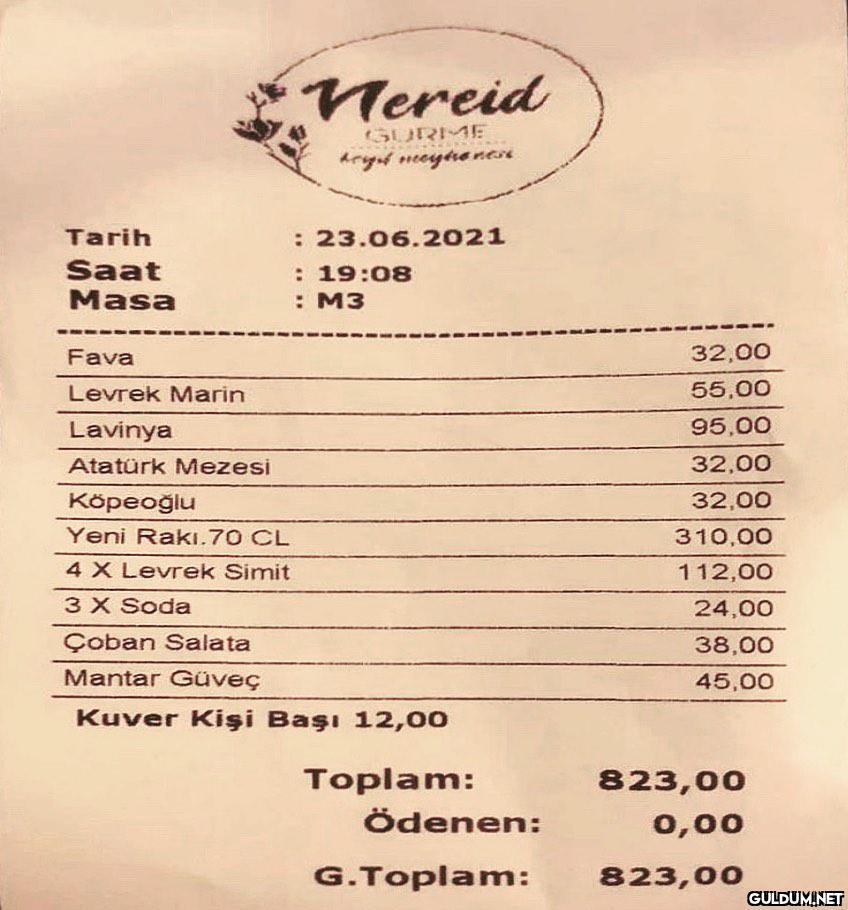 Nereid
GURME
keyif meyhanesi
Tarih : 23.06.2021
Saat : 19:08
Masa : M3
Fava 32,00
Levrek Marin 55,00
Lavinya 95,00
Atatürk Mezesi 32,00
Köpeoğlu 32,00
Yeni Rakı.70 CL 310,00
4 X Levrek Simit 112,00
3 X Soda 24,00
Çoban Salata 38,00
Mantar Güveç 45,00
Kuver Kişi Başı 12,00
Toplam: 823,00
Ödenen: 0,00
G.Toplam: 823,00
GULDUM.NET